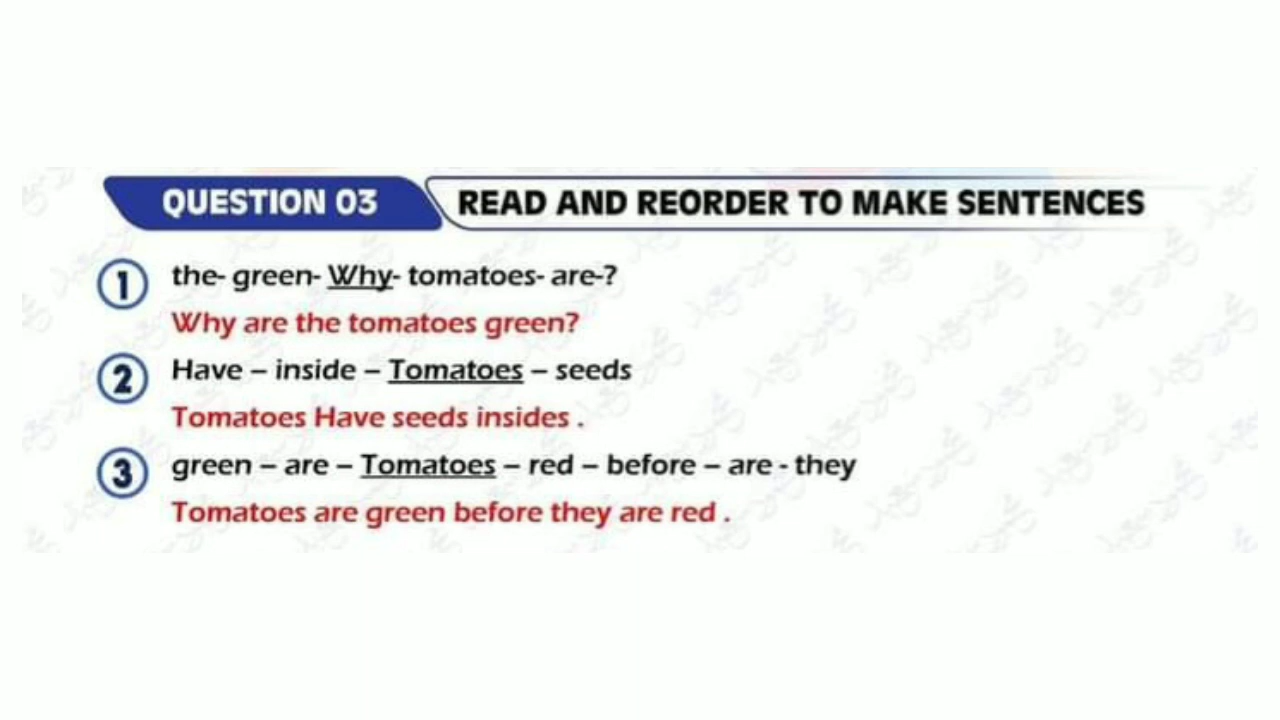 QUESTION 03 READ AND REORDER TO MAKE SENTENCES
1 the- green- Why- tomatoes- are-?
Why are the tomatoes green?
2 Have – inside – Tomatoes – seeds
Tomatoes Have seeds insides .
3 green – are – Tomatoes – red – before – are - they
Tomatoes are green before they are red .